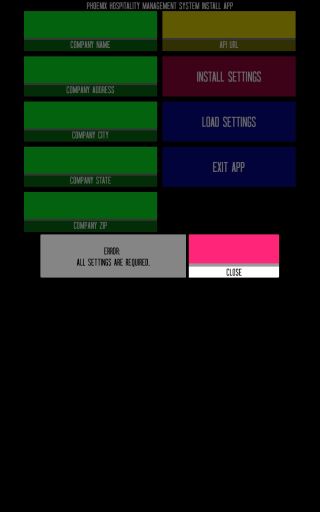 PHOENIX HOSPITALITY MANAGEMENT SYSTEM INSTALL APP
COMPANY NAME
API URL
COMPANY ADDRESS
INSTALL SETTINGS
COMPANY CITY
LOAD SETTINGS
COMPANY STATE
EXIT APP
COMPANY ZIP
ERROR:
ALL SETTINGS ARE REQUIRED.
CLOSE